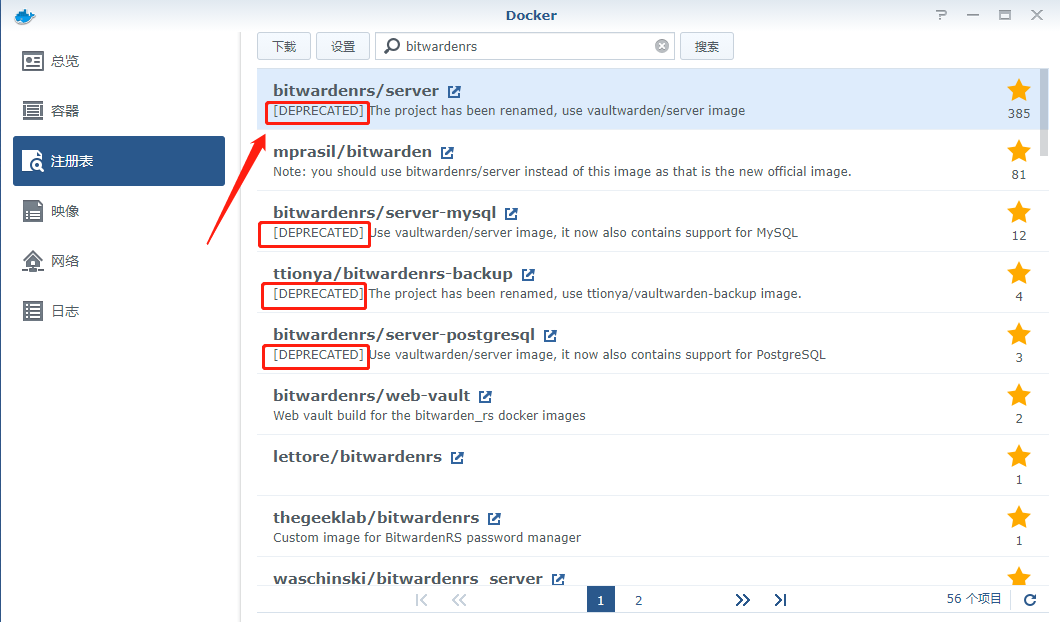 Docker
总览
容器
注册表
映像
网络
日志
下载 设置 bitwardenrs 搜索
bitwardenrs/server
[DEPRECATED] The project has been renamed, use vaultwarden/server image
385
mprasil/bitwarden
Note: you should use bitwardenrs/server instead of this image as that is the new official image.
81
bitwardenrs/server-mysql
[DEPRECATED] Use vaultwarden/server image, it now also contains support for MySQL
12
ttionya/bitwardenrs-backup
[DEPRECATED] The project has been renamed, use ttionya/vaultwarden-backup image.
4
bitwardenrs/server-postgresql
[DEPRECATED] Use vaultwarden/server image, it now also contains support for PostgreSQL
3
bitwardenrs/web-vault
Web vault build for the bitwarden_rs docker images
2
lettore/bitwardenrs
1
thegeeklab/bitwardenrs
Custom image for BitwardenRS password manager
1
waschinski/bitwardenrs_server
1 2 56 个项目